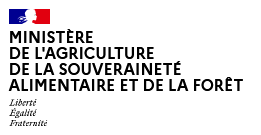 MINISTÈRE
DE L'AGRICULTURE
DE LA SOUVERAINETÉ
ALIMENTAIRE ET DE LA FORÊT
Liberté
Égalité
Fraternité